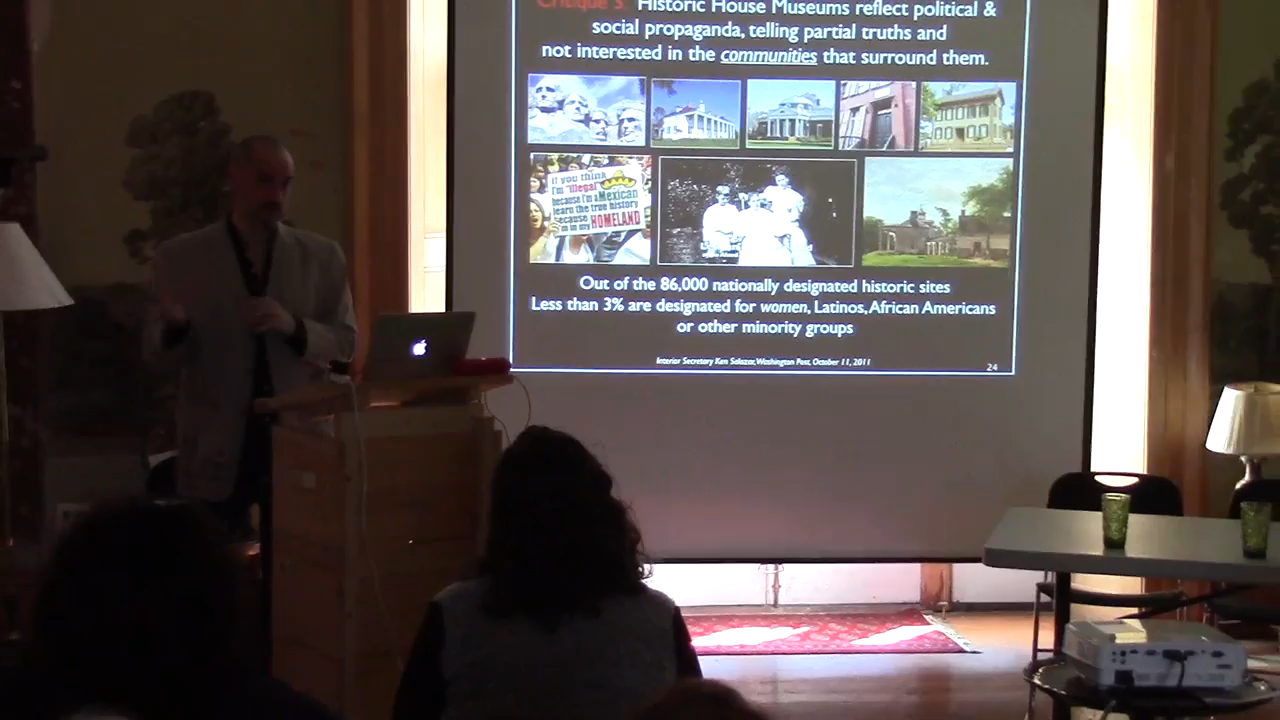 Critique 5: Historic House Museums reflect political &
social propaganda, telling partial truths and
not interested in the communities that surround them.
if you think
I'm "illegal"
because I'm a Mexican
learn the true history
because
I'm in my HOMELAND
Out of the 86,000 nationally designated historic sites
Less than 3% are designated for women, Latinos, African Americans
or other minority groups
Interior Secretary Ken Salazar, Washington Post, October 11, 2011
24